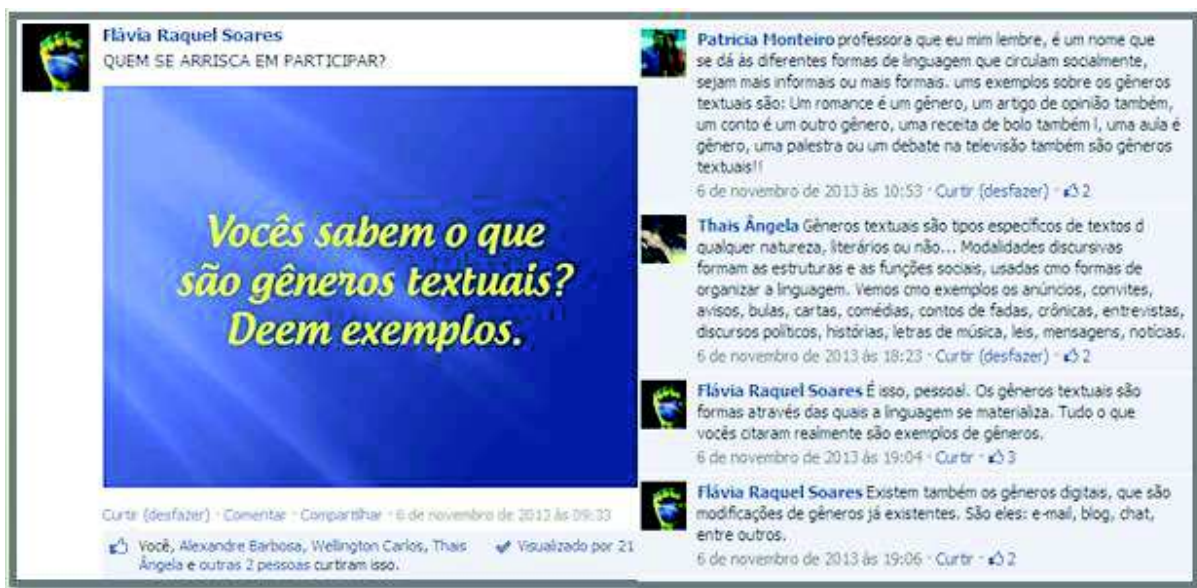 Flávia Raquel Soares
QUEM SE ARRISCA EM PARTICIPAR?
Vocês sabem o que
são gêneros textuais?
Deem exemplos.
Curtir (desfazer) · Comentar · Compartilhar · 6 de novembro de 2013 às 09:33
Você, Alexandre Barbosa, Wellington Carlos, Thais
Ângela e outras 2 pessoas curtiram isso.
Visualizado por 21
Patricia Monteiro professora que eu mim lembre, é um nome que
se dá às diferentes formas de linguagem que circulam socialmente,
sejam mais informais ou mais formais. ums exemplos sobre os gêneros
textuais são: Um romance é um gênero, um artigo de opinião também,
um conto é um outro gênero, uma receita de bolo também l, uma aula é
gênero, uma palestra ou um debate na televisão também são gêneros
textuais!!
6 de novembro de 2013 às 10:53 · Curtir (desfazer) · 2
Thais Ângela Gêneros textuais são tipos específicos de textos d
qualquer natureza, literários ou não... Modalidades discursivas
formam as estruturas e as funções sociais, usadas cmo formas de
organizar a linguagem. Vemos cmo exemplos os anúncios, convites,
avisos, bulas, cartas, comédias, contos de fadas, crônicas, entrevistas,
discursos políticos, histórias, letras de música, leis, mensagens, notícias.
6 de novembro de 2013 às 18:23 · Curtir (desfazer) · 2
Flávia Raquel Soares É isso, pessoal. Os gêneros textuais são
formas através das quais a linguagem se materializa. Tudo o que
vocês citaram realmente são exemplos de gêneros.
6 de novembro de 2013 às 19:04 · Curtir · 3
Flávia Raquel Soares Existem também os gêneros digitais, que são
modificações de gêneros já existentes. São eles: e-mail, blog, chat,
entre outros.
6 de novembro de 2013 às 19:06 · Curtir · 2